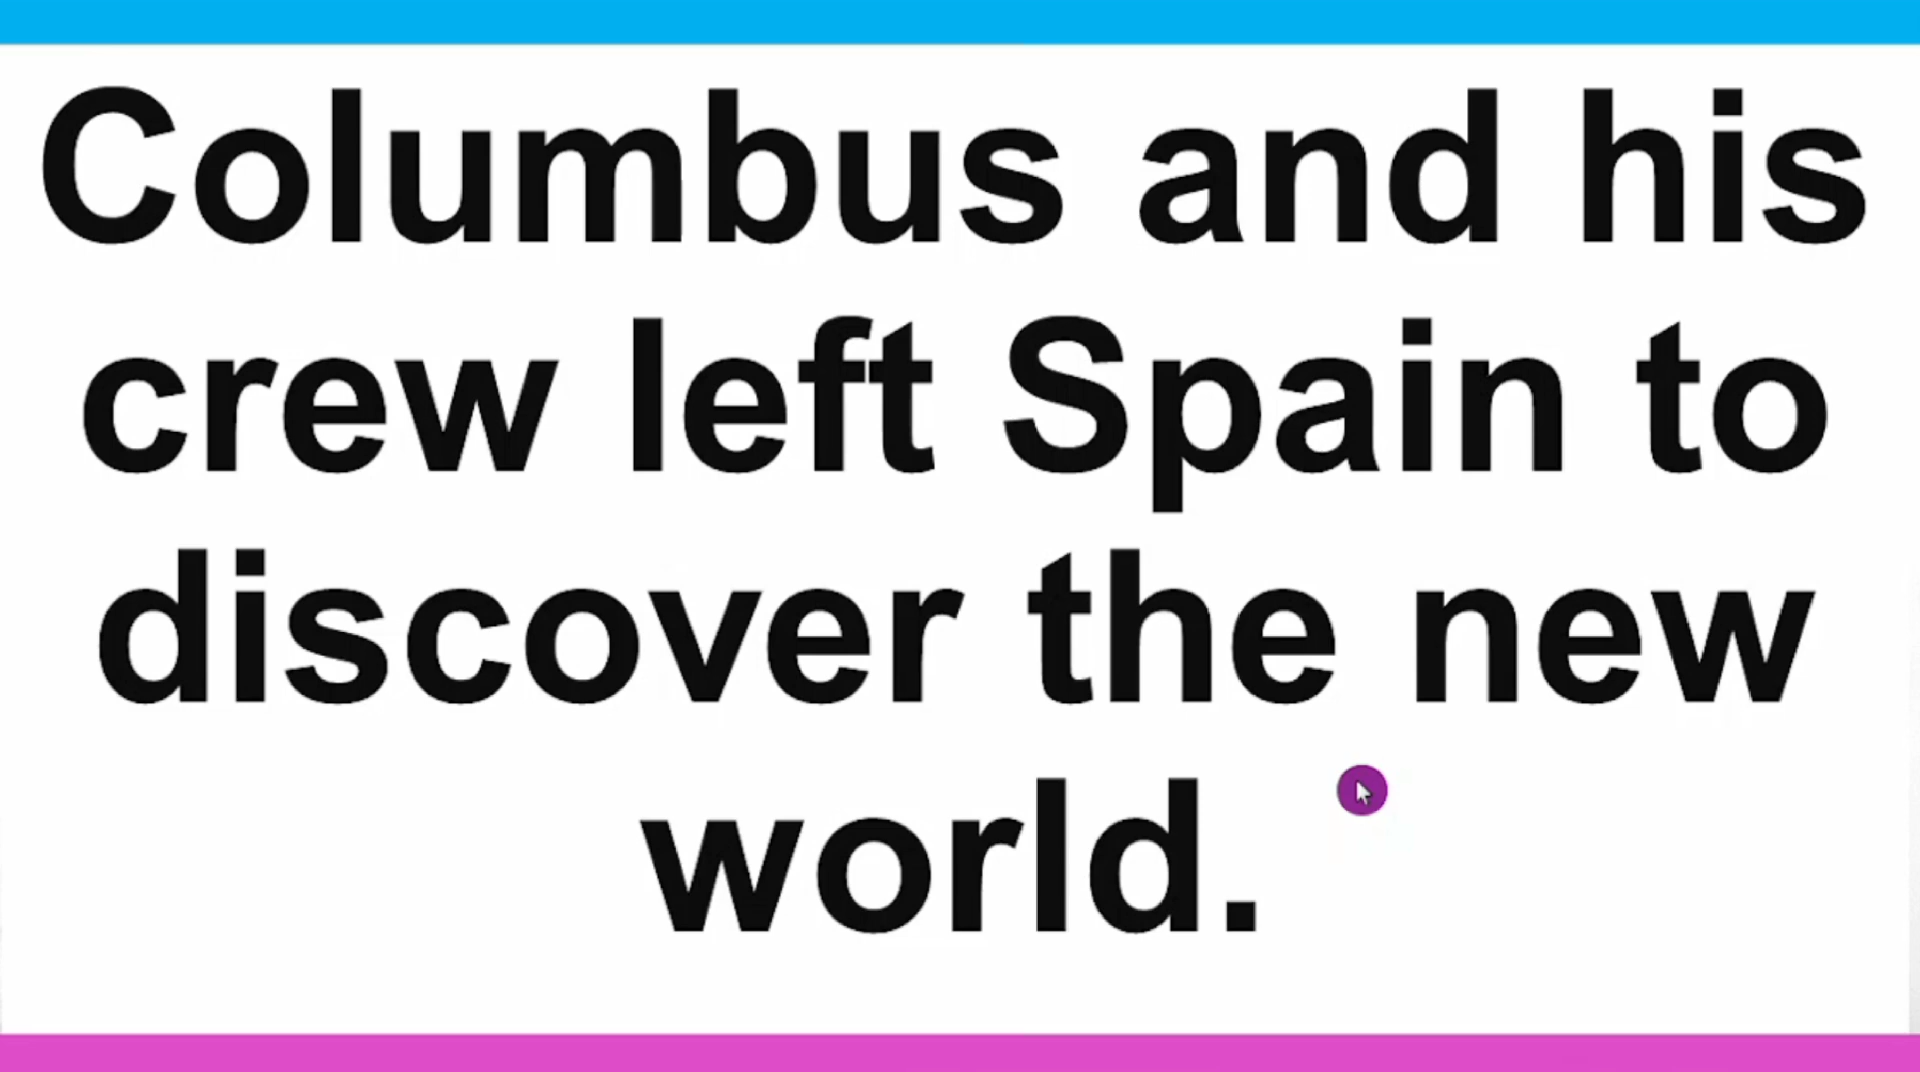 Columbus and his
crew left Spain to
discover the new
world.